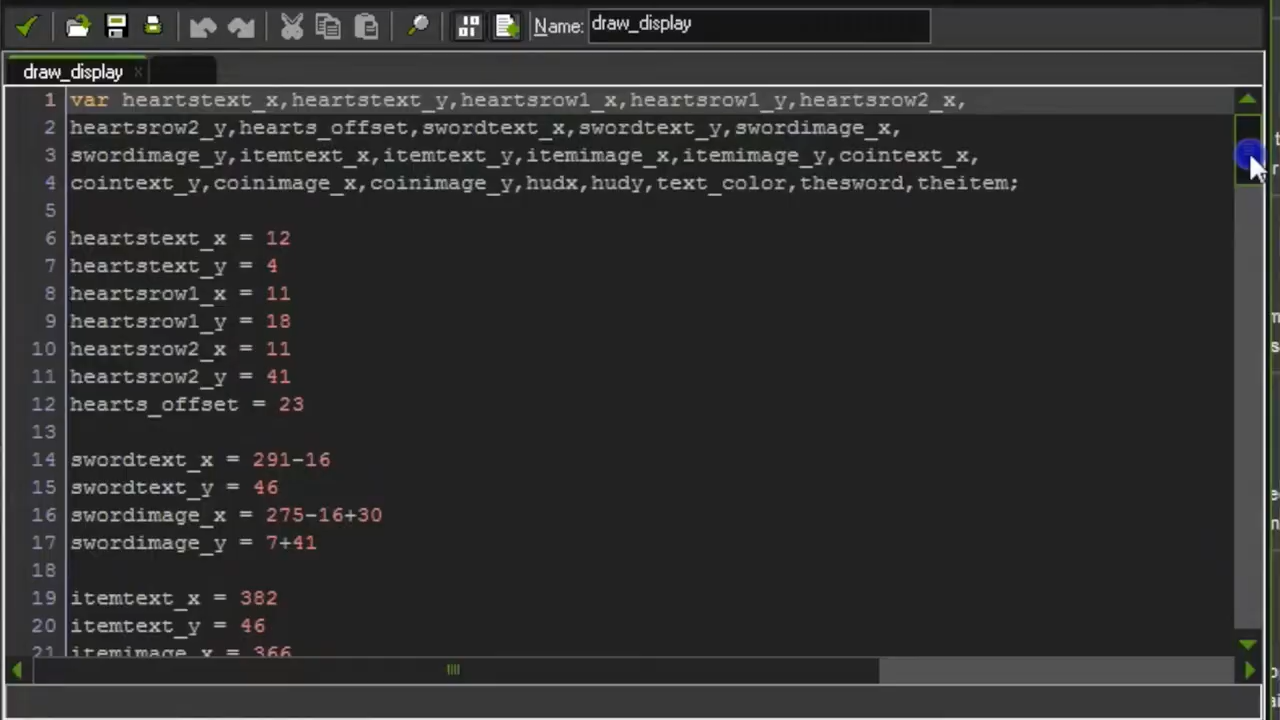 Name: draw_display
draw_display x
1 var heartstext_x,heartstext_y,heartsrow1_x,heartsrow1_y,heartsrow2_x,
2 heartsrow2_y,hearts_offset,swordtext_x,swordtext_y,swordimage_x,
3 swordimage_y,itemtext_x,itemtext_y,itemimage_x,itemimage_y,cointext_x,
4 cointext_y,coinimage_x,coinimage_y,hudx,hudy,text_color,thesword,theitem;
5
6 heartstext_x = 12
7 heartstext_y = 4
8 heartsrow1_x = 11
9 heartsrow1_y = 18
10 heartsrow2_x = 11
11 heartsrow2_y = 41
12 hearts_offset = 23
13
14 swordtext_x = 291-16
15 swordtext_y = 46
16 swordimage_x = 275-16+30
17 swordimage_y = 7+41
18
19 itemtext_x = 382
20 itemtext_y = 46
21 itemimage_x = 366